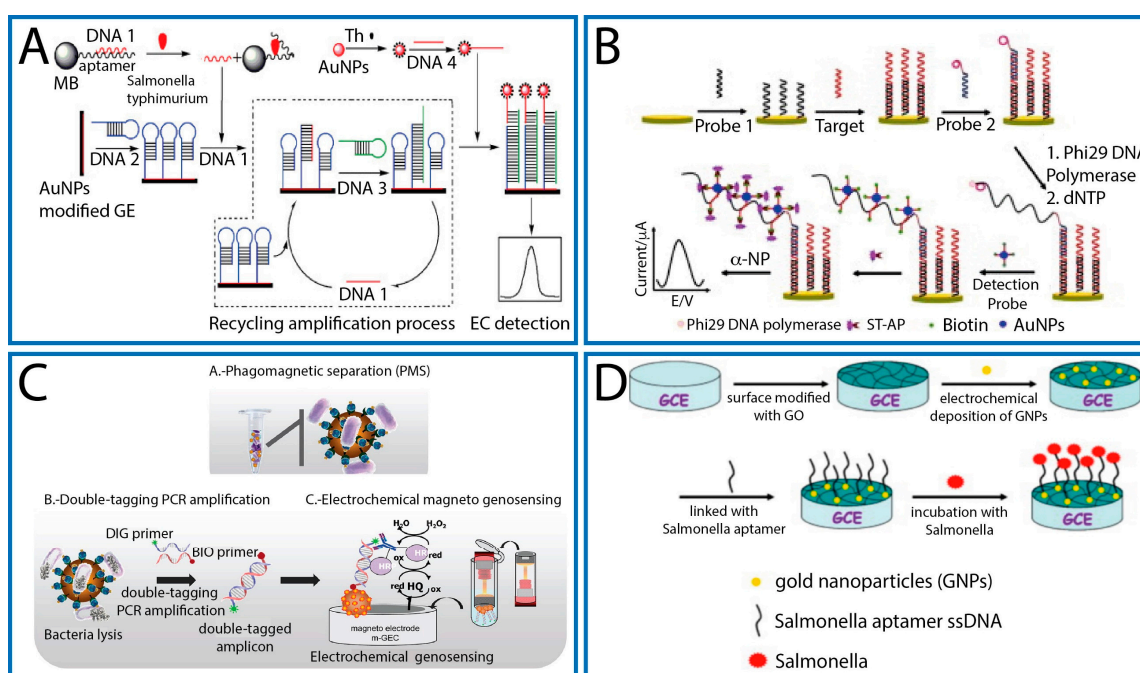 A
DNA 1
aptamer
MB
Salmonella
typhimurium
+
Th
AuNPs
DNA 4
DNA 2
DNA 1
AuNPs
modified GE
DNA 3
DNA 1
Recycling amplification process
EC detection
B
Probe 1
Target
Probe 2
1. Phi29 DNA
Polymerase
2. dNTP
Current/μA
E/V
α-NP
Detection
Probe
Phi29 DNA polymerase
ST-AP
Biotin
AuNPs
C
A.-Phagomagnetic separation (PMS)
B.-Double-tagging PCR amplification
C.-Electrochemical magneto genosensing
DIG primer
BIO primer
double-tagging
PCR amplification
Bacteria lysis
double-tagged
amplicon
H₂O
H₂O₂
HR
ox
HR
red
red
HQ
ox
magneto electrode
m-GEC
Electrochemical genosensing
D
GCE
surface modified
with GO
GCE
electrochemical
deposition of GNPs
GCE
linked with
Salmonella aptamer
GCE
incubation with
Salmonella
GCE
gold nanoparticles (GNPs)
Salmonella aptamer ssDNA
Salmonella